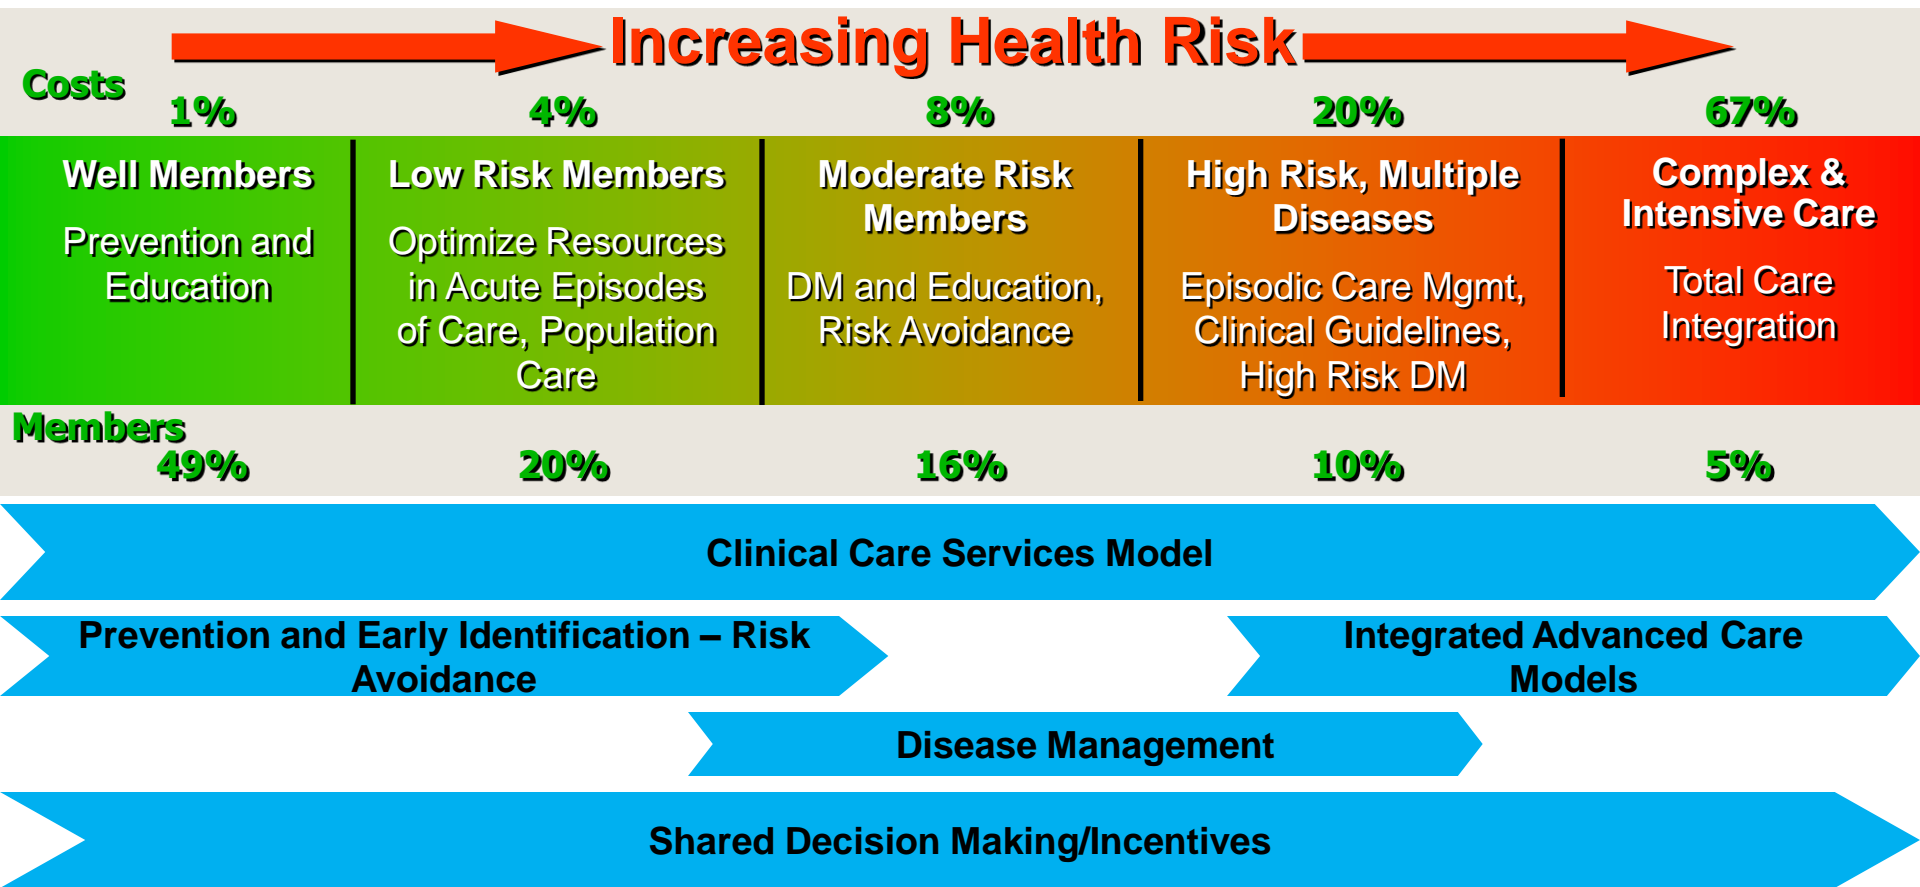 Increasing Health Risk
Costs
1%
4%
8%
20%
67%
Well Members
Prevention and
Education
Low Risk Members
Optimize Resources
in Acute Episodes
of Care, Population
Care
Moderate Risk
Members
DM and Education,
Risk Avoidance
High Risk, Multiple
Diseases
Episodic Care Mgmt,
Clinical Guidelines,
High Risk DM
Complex &
Intensive Care
Total Care
Integration
Members
49%
20%
16%
10%
5%
Clinical Care Services Model
Prevention and Early Identification – Risk
Avoidance
Integrated Advanced Care
Models
Disease Management
Shared Decision Making/Incentives